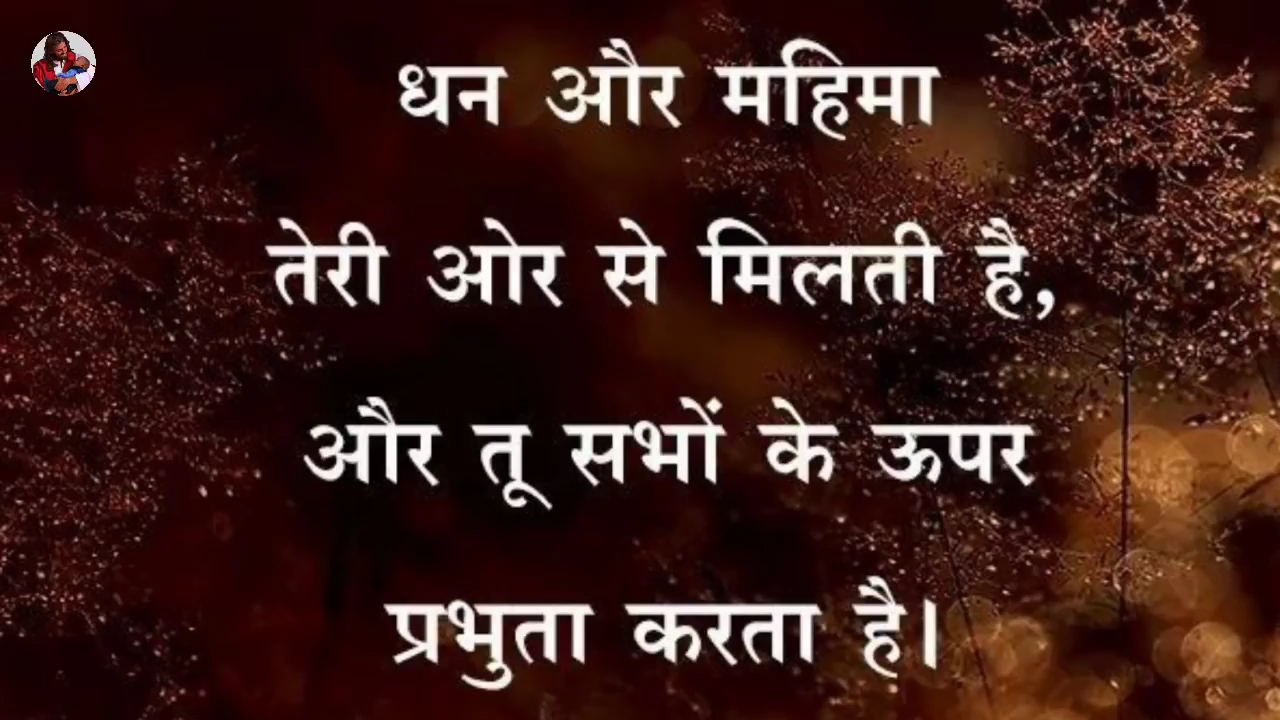 धन और महिमा
तेरी ओर से मिलती है,
और तू सभों के ऊपर
प्रभुता करता है।